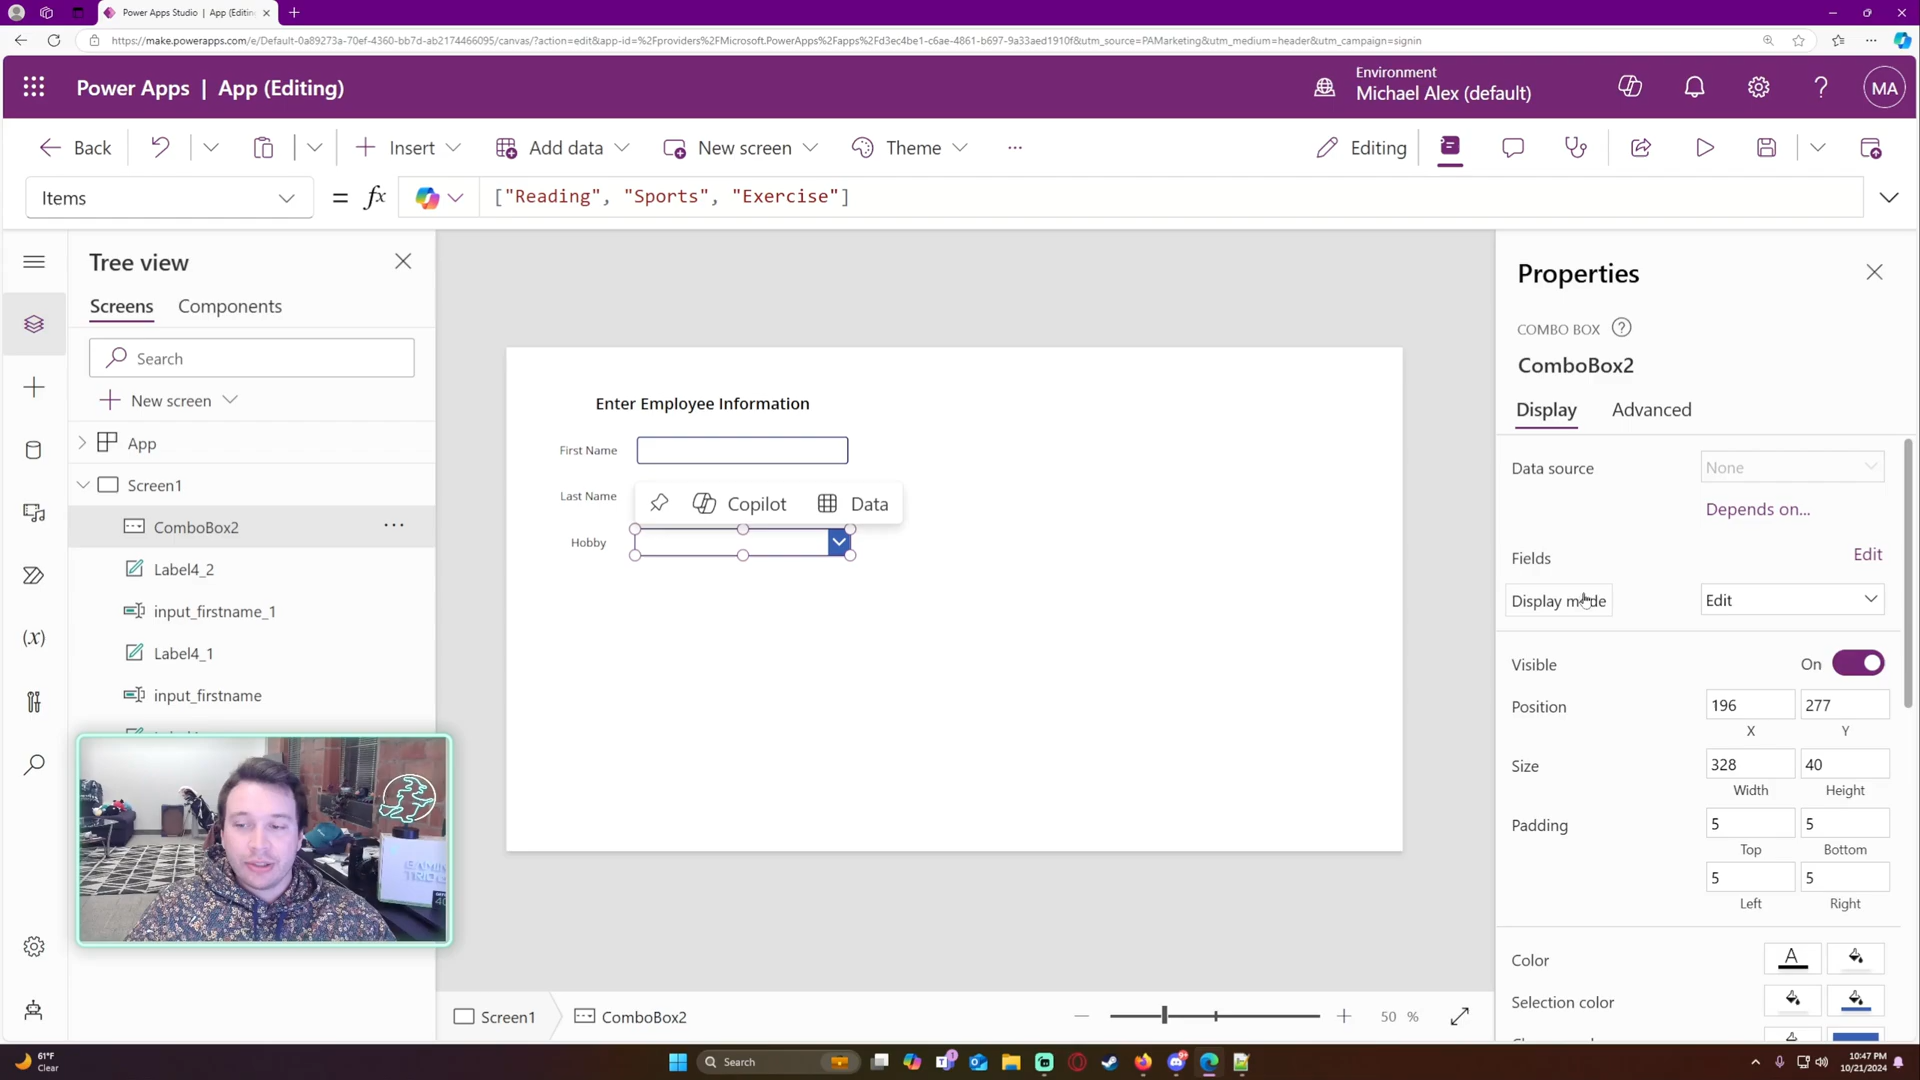 Power Apps Studio | App (Editing
https://make.powerapps.com/e/Default-0a89273a-70ef-4360-bb7d-ab2174466095/canvas/?action=edit&app-id=%2Fproviders%2FMicrosoft.PowerApps%2Fapps%2Fd3ec4be1-c6ae-4861-b697-9a33aed1910f&utm_source=PAMarketing&utm_medium=header&utm_campaign=signin
Power Apps | App (Editing)
Environment
Michael Alex (default)
MA
Back
Insert
Add data
New screen
Theme
Editing
Items
= fx
["Reading", "Sports", "Exercise"]
Tree view
Screens
Components
Search
New screen
App
Screen1
ComboBox2
Label4_2
input_firstname_1
Label4_1
input_firstname
Enter Employee Information
First Name
Last Name
Copilot
Data
Hobby
Properties
COMBO BOX
ComboBox2
Display
Advanced
Data source
None
Depends on...
Fields
Edit
Display mode
Edit
Visible
On
Position
196
277
X
Y
Size
328
40
Width
Height
Padding
5
5
Top
Bottom
5
5
Left
Right
Color
A
Selection color
Screen1
ComboBox2
50 %
61°F
Clear
Search
10:47 PM
10/21/2024